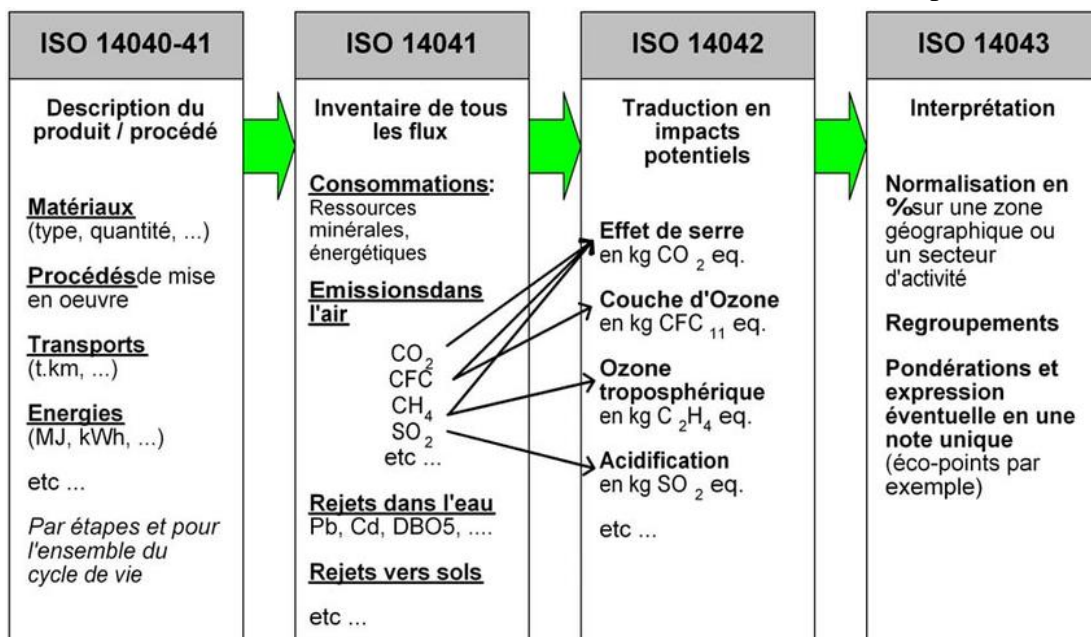 ISO 14040-41
Description du
produit / procédé
Matériaux
(type, quantité, ...)
Procédésde mise
en oeuvre
Transports
(t.km, ...)
Energies
(MJ, kWh, ...)
etc ...
Par étapes et pour
l'ensemble du
cycle de vie
ISO 14041
Inventaire de tous
les flux
Consommations:
Ressources
minérales,
énergétiques
Emissionsdans
l'air
CO2
CFC
CH4
SO2
etc ...
Rejets dans l'eau
Pb, Cd, DBO5, ....
Rejets vers sols
etc ...
ISO 14042
Traduction en
impacts
potentiels
Effet de serre
en kg CO 2 eq.
Couche d'Ozone
en kg CFC 11 eq.
Ozone
troposphérique
en kg C 2H4 eq.
Acidification
en kg SO 2 eq.
etc ...
ISO 14043
Interprétation
Normalisation en
%sur une zone
géographique ou
un secteur
d'activité
Regroupements
Pondérations et
expression
éventuelle en une
note unique
(éco-points par
exemple)